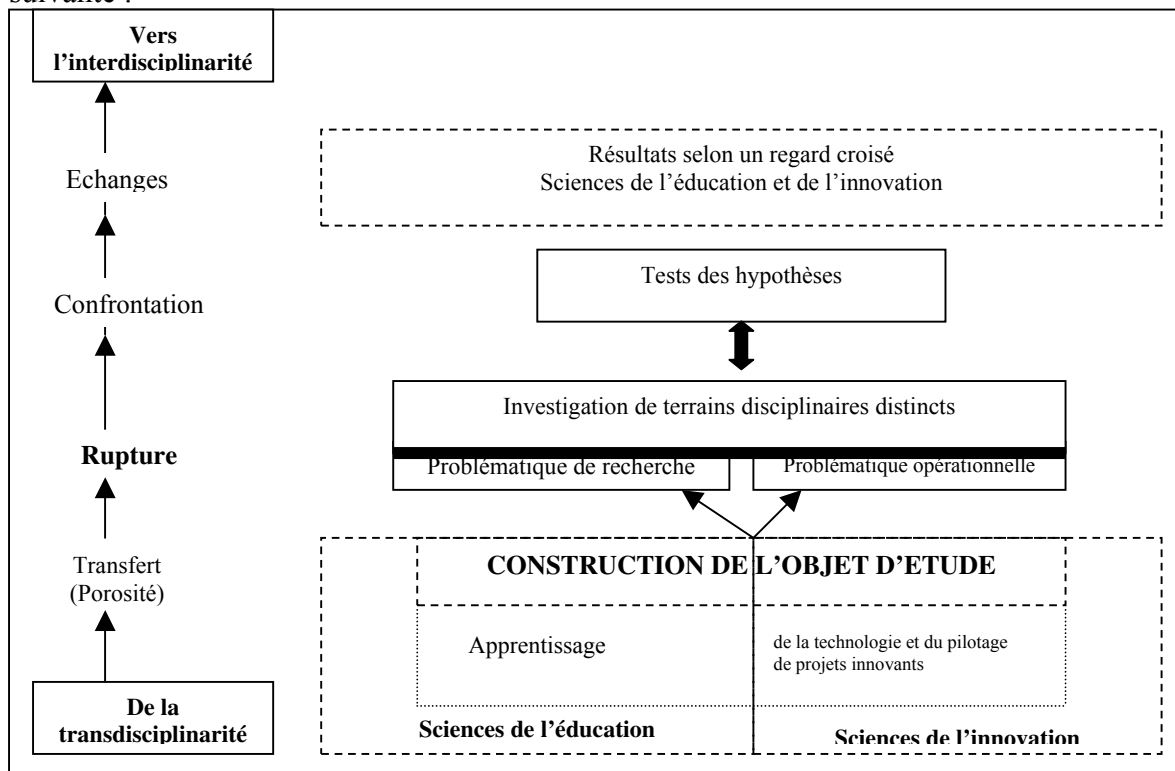 suivante :
Vers
l'interdisciplinarité
Echanges
Confrontation
Rupture
Transfert
(Porosité)
De la
transdisciplinarité
Résultats selon un regard croisé
Sciences de l'éducation et de l'innovation
Tests des hypothèses
Investigation de terrains disciplinaires distincts
Problématique de recherche
Problématique opérationnelle
CONSTRUCTION DE L'OBJET D'ETUDE
Apprentissage
de la technologie et du pilotage
de projets innovants
Sciences de l'éducation
Sciences de l'innovation